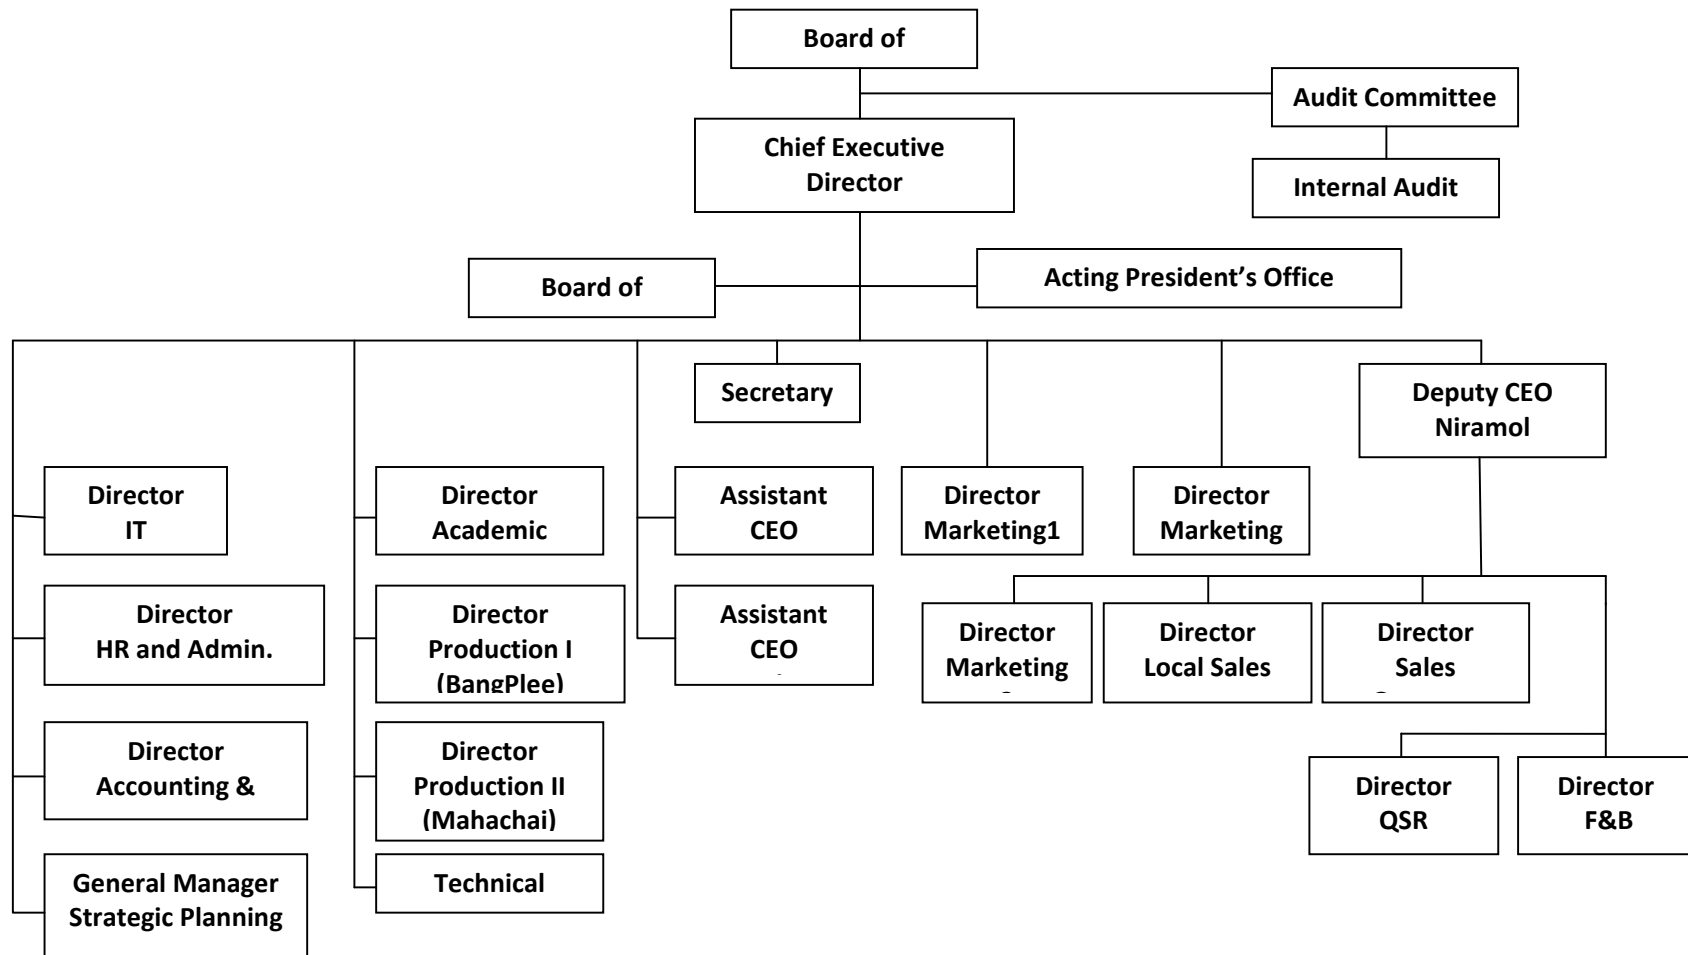 Board of
Audit Committee
Chief Executive
Director
Internal Audit
Board of
Acting President’s Office
Secretary
Deputy CEO
Niramol
Director
IT
Director
Academic
Assistant
CEO
Director
Marketing1
Director
Marketing
Director
HR and Admin.
Director
Production I
(BangPlee)
Assistant
CEO
Director
Marketing
Director
Local Sales
Director
Sales
Director
Accounting &
Director
Production II
(Mahachai)
Director
QSR
Director
F&B
General Manager
Strategic Planning
Technical